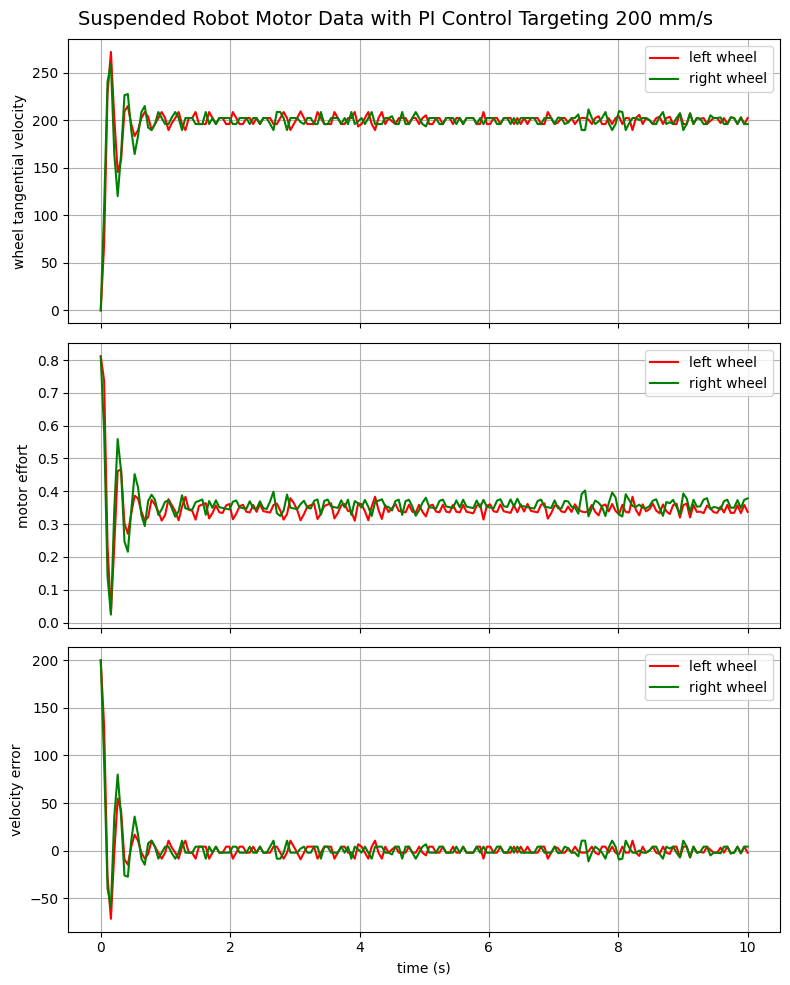 Suspended Robot Motor Data with PI Control Targeting 200 mm/s
wheel tangential velocity
250
200
150
100
50
0
left wheel
right wheel
motor effort
0.8
0.7
0.6
0.5
0.4
0.3
0.2
0.1
0.0
left wheel
right wheel
velocity error
200
150
100
50
0
−50
left wheel
right wheel
0 2 4 6 8 10
time (s)